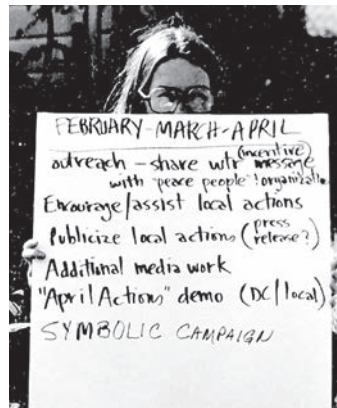 FEBRUARY-MARCH-APRIL
outreach – share wtr (incentive) message
with "peace people" & organizatio
Encourage/assist local actions
Publicize local actions (press release?)
Additional media work
"April Actions" demo (DC/local)
SYMBOLIC CAMPAIGN